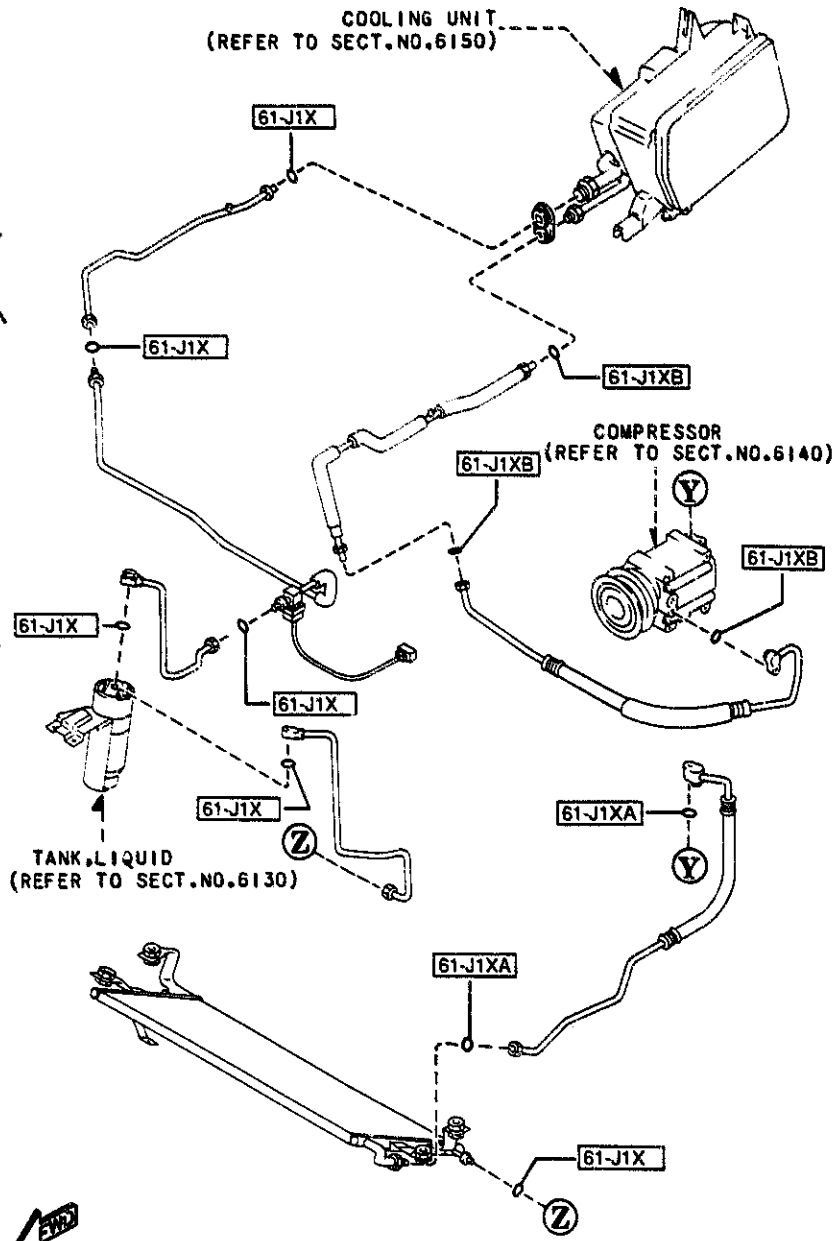 COOLING UNIT
(REFER TO SECT.NO.6150)
61-J1X
61-J1X
61-J1XB
COMPRESSOR
(REFER TO SECT.NO.6140)
61-J1XB
Y
61-J1XB
61-J1X
61-J1X
61-J1X
61-J1XA
Z
Y
TANK,LIQUID
(REFER TO SECT.NO.6130)
61-J1XA
61-J1X
Z
FWD